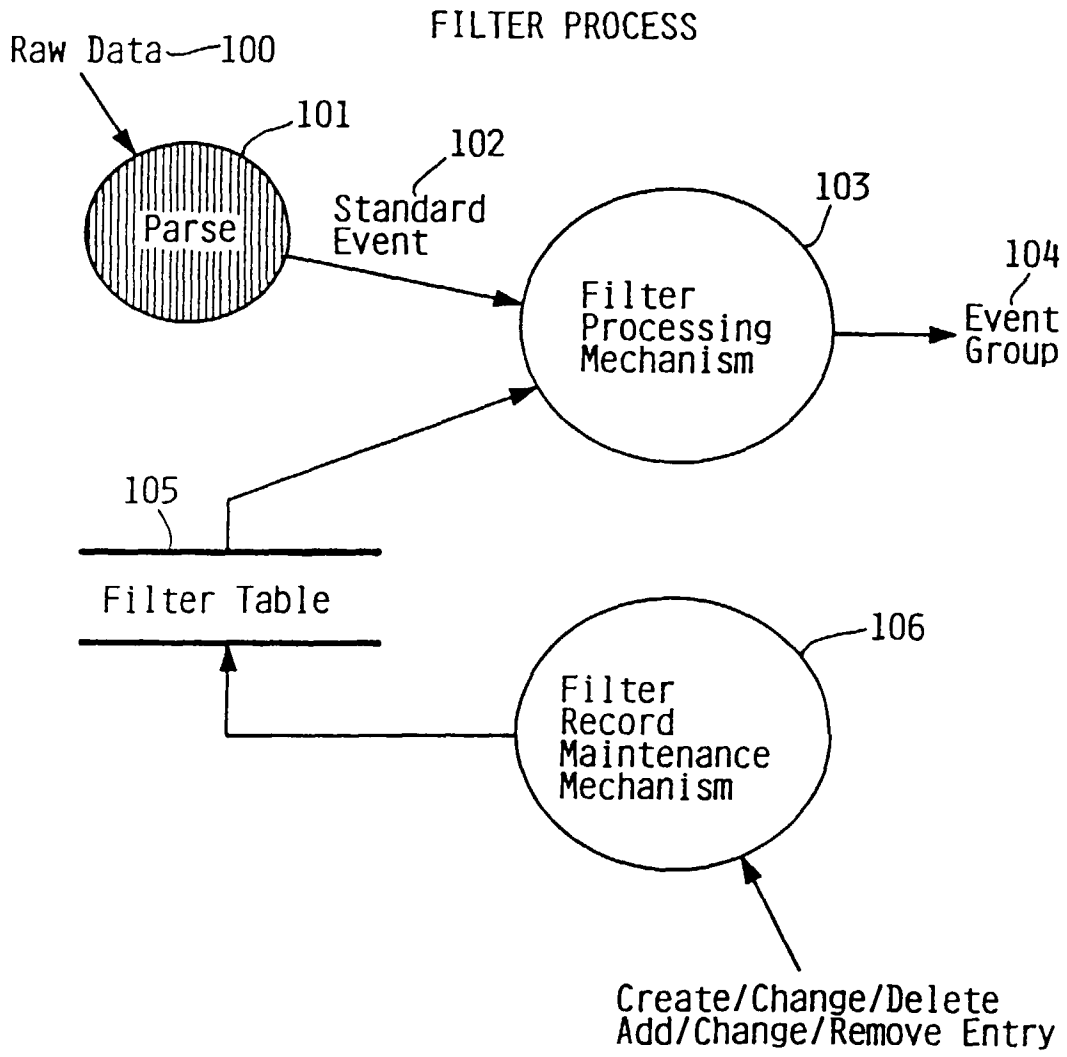 FILTER PROCESS
Raw Data 100
101
Parse
102
Standard
Event
103
Filter
Processing
Mechanism
104
Event
Group
105
Filter Table
106
Filter
Record
Maintenance
Mechanism
Create/Change/Delete
Add/Change/Remove Entry